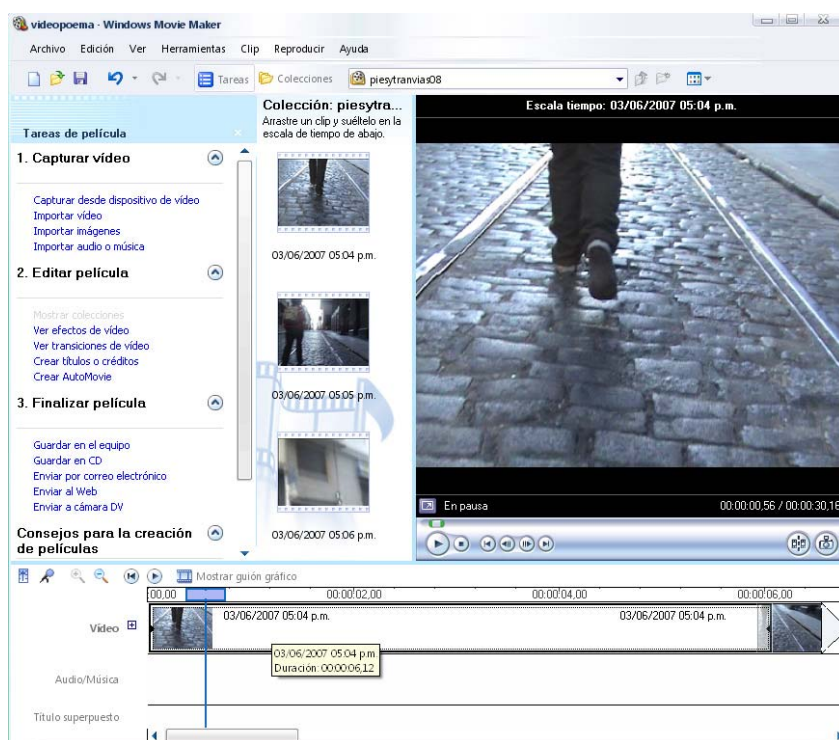 videopoema - Windows Movie Maker
Archivo Edición Ver Herramientas Clip Reproducir Ayuda
Tareas Colecciones piesytranvias08
Tareas de película
1. Capturar vídeo
Capturar desde dispositivo de vídeo
Importar vídeo
Importar imágenes
Importar audio o música
2. Editar película
Mostrar colecciones
Ver efectos de vídeo
Ver transiciones de vídeo
Crear títulos o créditos
Crear AutoMovie
3. Finalizar película
Guardar en el equipo
Guardar en CD
Enviar por correo electrónico
Enviar al Web
Enviar a cámara DV
Consejos para la creación
de películas
Colección: piesytra...
Arrastre un clip y suéltelo en la
escala de tiempo de abajo.
03/06/2007 05:04 p.m.
03/06/2007 05:05 p.m.
03/06/2007 05:06 p.m.
Escala tiempo: 03/06/2007 05:04 p.m.
En pausa 00:00:00,56 / 00:00:30,16
Mostrar guión gráfico
00,00 00:00:02,00 00:00:04,00 00:00:06,00
Vídeo 03/06/2007 05:04 p.m. 03/06/2007 05:04 p.m.
03/06/2007 05:04 p.m.
Duración: 00:00:06,12
Audio/Música
Título superpuesto